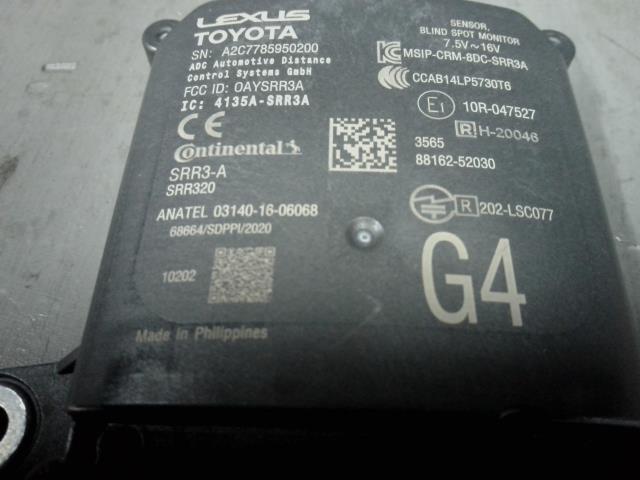 LEXUS
TOYOTA
SN: A2C7785950200
ADC Automotive Distance
Control Systems GmbH
FCC ID: OAYSRR3A
IC: 4135A-SRR3A
CE
Continental
SRR3-A
SRR320
ANATEL 03140-16-06068
68664/SDPPI/2020
10202
Made in Philippines
SENSOR,
BLIND SPOT MONITOR
7.5V~16V
MSIP-CRM-8DC-SRR3A
CCAB14LP5730T6
E1 10R-047527
R H-20046
3565
88162-52030
R 202-LSC077
G4